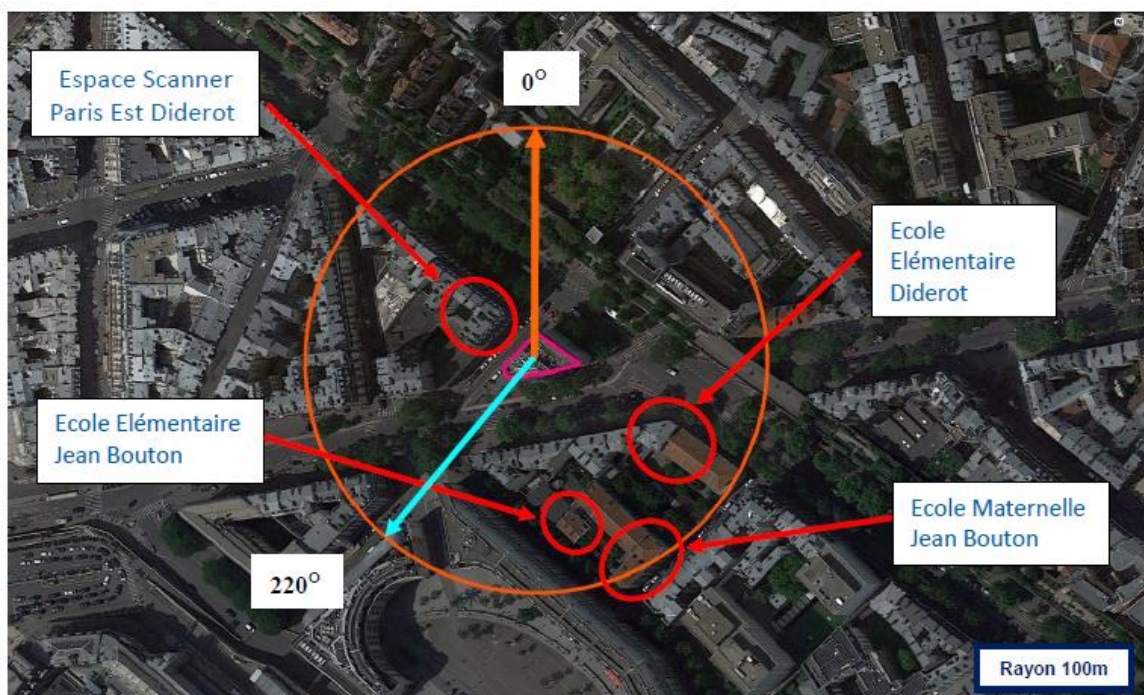 Espace Scanner
Paris Est Diderot
0°
Ecole
Elémentaire
Diderot
Ecole Elémentaire
Jean Bouton
Ecole Maternelle
Jean Bouton
220°
Rayon 100m